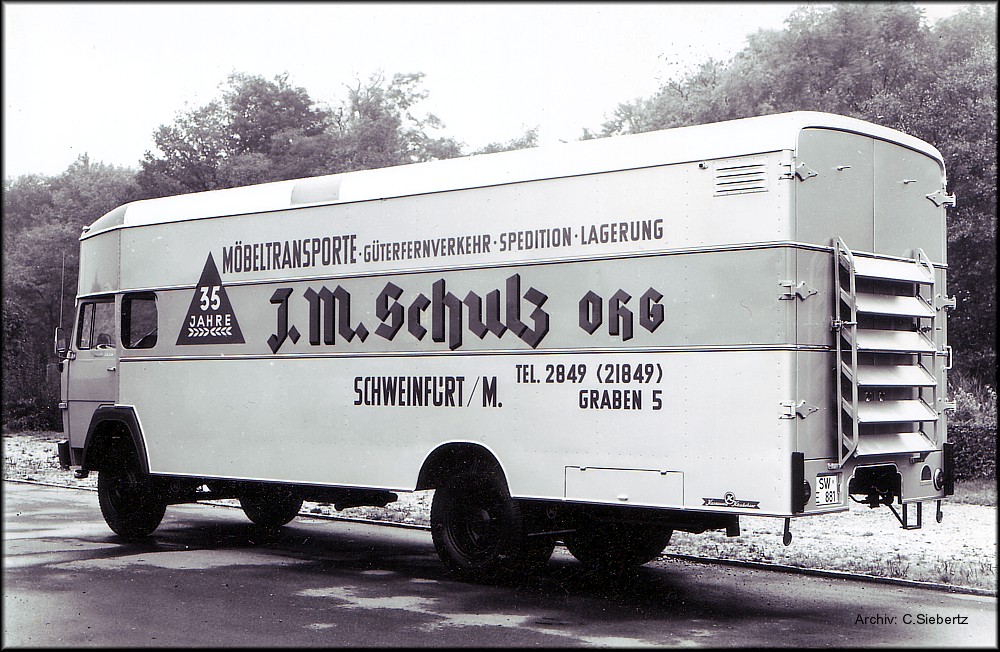 MÖBELTRANSPORTE · GÜTERFERNVERKEHR · SPEDITION · LAGERUNG
35
JAHRE
J. M. Schulz OHG
SCHWEINFURT/M.
TEL. 2849 (21849)
GRABEN 5
SW
E 881
Archiv: C.Siebertz